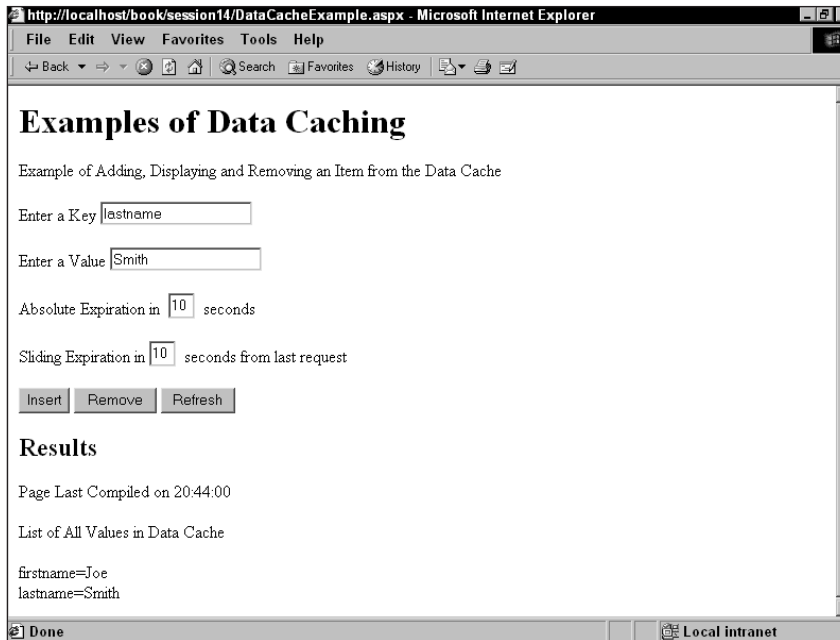 http://localhost/book/session14/DataCacheExample.aspx - Microsoft Internet Explorer
File Edit View Favorites Tools Help
Back Search Favorites History
Examples of Data Caching
Example of Adding, Displaying and Removing an Item from the Data Cache
Enter a Key lastname
Enter a Value Smith
Absolute Expiration in 10 seconds
Sliding Expiration in 10 seconds from last request
Insert Remove Refresh
Results
Page Last Compiled on 20:44:00
List of All Values in Data Cache
firstname=Joe
lastname=Smith
Done Local intranet